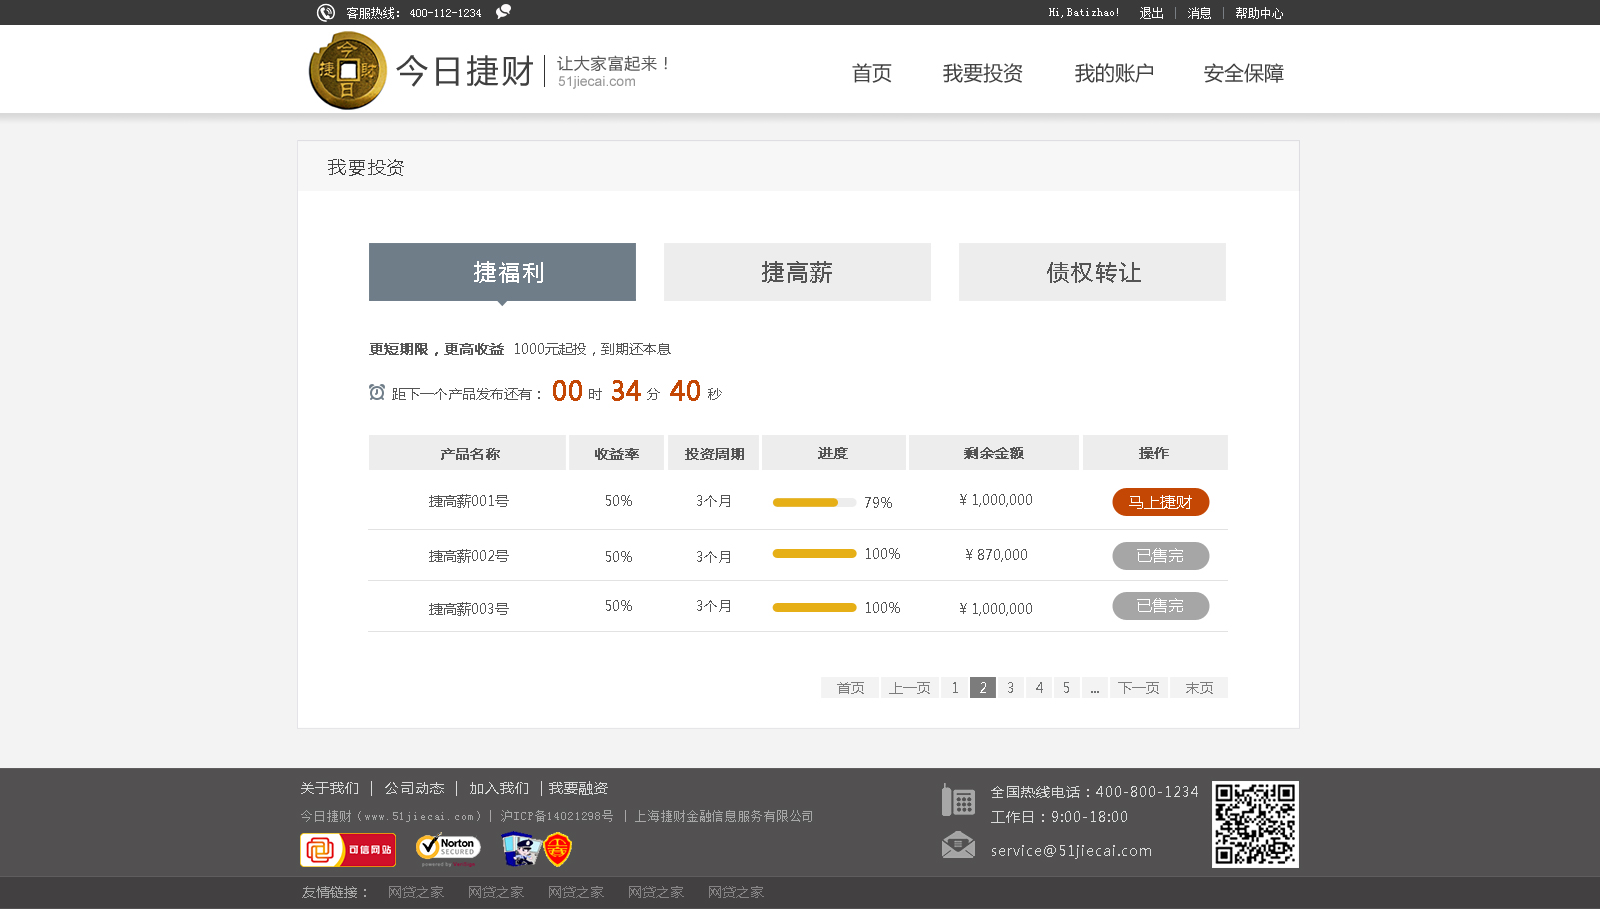 客服热线： 400-112-1234
Hi,Batizhao! 退出 | 消息 | 帮助中心
今
捷 財
日
今日捷财 | 让大家富起来！
51jiecai.com
首页 我要投资 我的账户 安全保障
我要投资
捷福利 捷高薪 债权转让
更短期限，更高收益 1000元起投，到期还本息
距下一个产品发布还有： 00 时 34 分 40 秒
产品名称 收益率 投资周期 进度 剩余金额 操作
捷高薪001号 50% 3个月 79% ¥ 1,000,000 马上捷财
捷高薪002号 50% 3个月 100% ¥ 870,000 已售完
捷高薪003号 50% 3个月 100% ¥ 1,000,000 已售完
首页 上一页 1 2 3 4 5 ... 下一页 末页
关于我们 | 公司动态 | 加入我们 | 我要融资
今日捷财（www.51jiecai.com）| 沪ICP备14021298号 | 上海捷财金融信息服务有限公司
可信网站
Norton
SECURED
powered by VeriSign
全国热线电话：400-800-1234
工作日：9:00-18:00
service@51jiecai.com
友情链接： 网贷之家 网贷之家 网贷之家 网贷之家 网贷之家